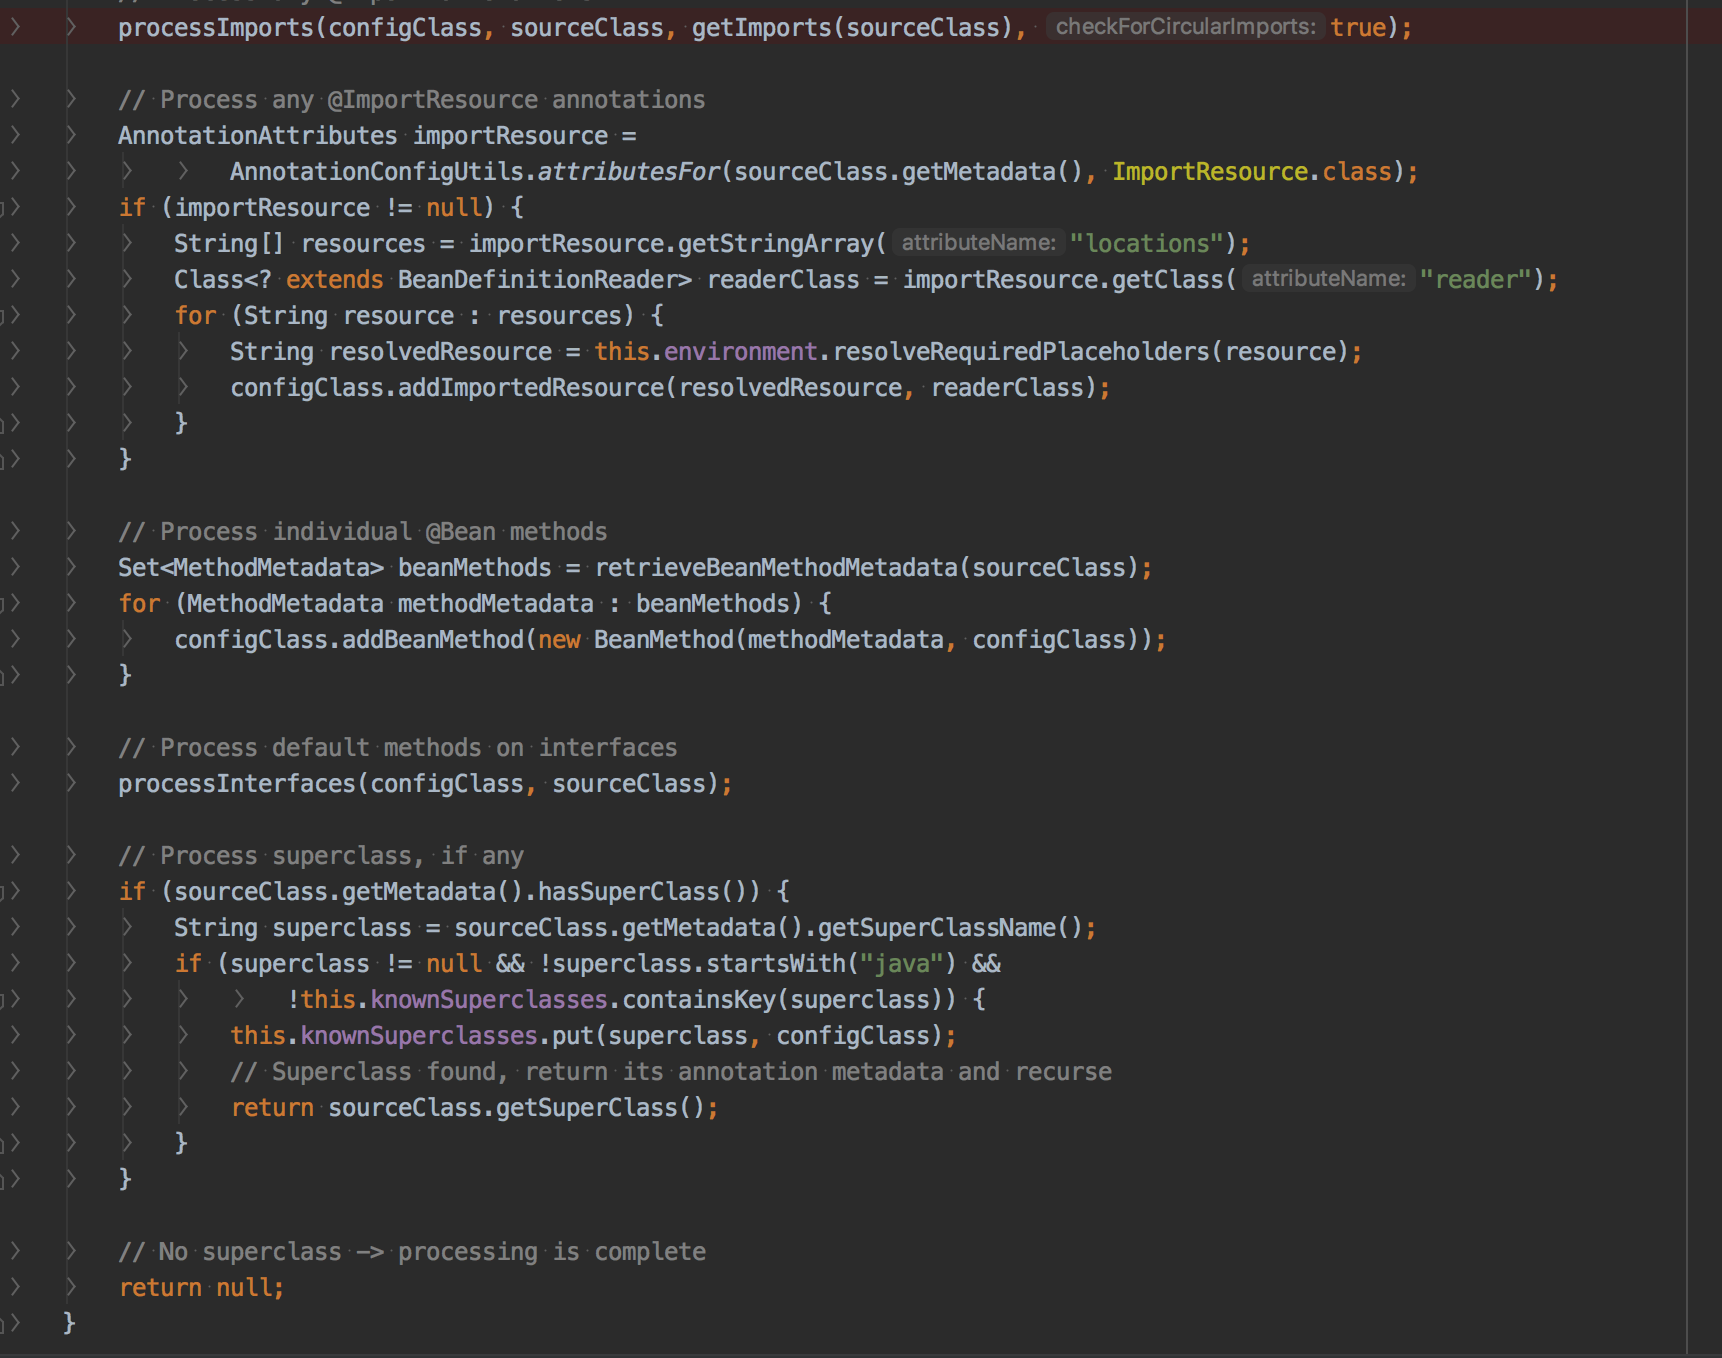 processImports(configClass, sourceClass, getImports(sourceClass), checkForCircularImports: true);
// Process any @ImportResource annotations
AnnotationAttributes importResource =
AnnotationConfigUtils.attributesFor(sourceClass.getMetadata(), ImportResource.class);
if (importResource != null) {
String[] resources = importResource.getStringArray( attributeName: "locations");
Class<? extends BeanDefinitionReader> readerClass = importResource.getClass( attributeName: "reader");
for (String resource : resources) {
String resolvedResource = this.environment.resolveRequiredPlaceholders(resource);
configClass.addImportedResource(resolvedResource, readerClass);
}
}
// Process individual @Bean methods
Set<MethodMetadata> beanMethods = retrieveBeanMethodMetadata(sourceClass);
for (MethodMetadata methodMetadata : beanMethods) {
configClass.addBeanMethod(new BeanMethod(methodMetadata, configClass));
}
// Process default methods on interfaces
processInterfaces(configClass, sourceClass);
// Process superclass, if any
if (sourceClass.getMetadata().hasSuperClass()) {
String superclass = sourceClass.getMetadata().getSuperClassName();
if (superclass != null && !superclass.startsWith("java") &&
!this.knownSuperclasses.containsKey(superclass)) {
this.knownSuperclasses.put(superclass, configClass);
// Superclass found, return its annotation metadata and recurse
return sourceClass.getSuperClass();
}
}
// No superclass -> processing is complete
return null;
}